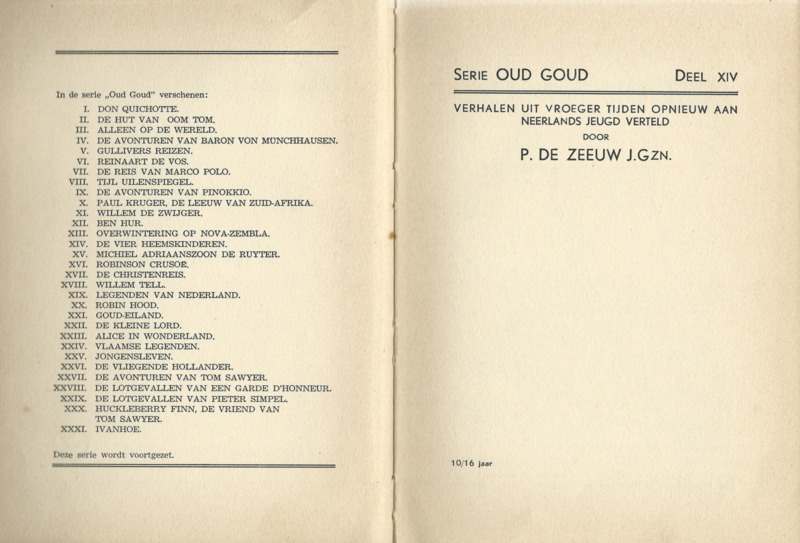 In de serie „Oud Goud" verschenen:
I. DON QUICHOTTE.
II. DE HUT VAN OOM TOM.
III. ALLEEN OP DE WERELD.
IV. DE AVONTUREN VAN BARON VON MÜNCHHAUSEN.
V. GULLIVERS REIZEN.
VI. REINAART DE VOS.
VII. DE REIS VAN MARCO POLO.
VIII. TIJL UILENSPIEGEL.
IX. DE AVONTUREN VAN PINOKKIO.
X. PAUL KRUGER, DE LEEUW VAN ZUID-AFRIKA.
XI. WILLEM DE ZWIJGER.
XII. BEN HUR.
XIII. OVERWINTERING OP NOVA-ZEMBLA.
XIV. DE VIER HEEMSKINDEREN.
XV. MICHIEL ADRIAANSZOON DE RUYTER.
XVI. ROBINSON CRUSOË.
XVII. DE CHRISTENREIS.
XVIII. WILLEM TELL.
XIX. LEGENDEN VAN NEDERLAND.
XX. ROBIN HOOD.
XXI. GOUD-EILAND.
XXII. DE KLEINE LORD.
XXIII. ALICE IN WONDERLAND.
XXIV. VLAAMSE LEGENDEN.
XXV. JONGENSLEVEN.
XXVI. DE VLIEGENDE HOLLANDER.
XXVII. DE AVONTUREN VAN TOM SAWYER.
XXVIII. DE LOTGEVALLEN VAN EEN GARDE D'HONNEUR.
XXIX. DE LOTGEVALLEN VAN PIETER SIMPEL.
XXX. HUCKLEBERRY FINN, DE VRIEND VAN
TOM SAWYER.
XXXI. IVANHOE.
Deze serie wordt voortgezet.
SERIE OUD GOUD DEEL XIV
VERHALEN UIT VROEGER TIJDEN OPNIEUW AAN
NEERLANDS JEUGD VERTELD
DOOR
P. DE ZEEUW J.GZN.
10/16 jaar